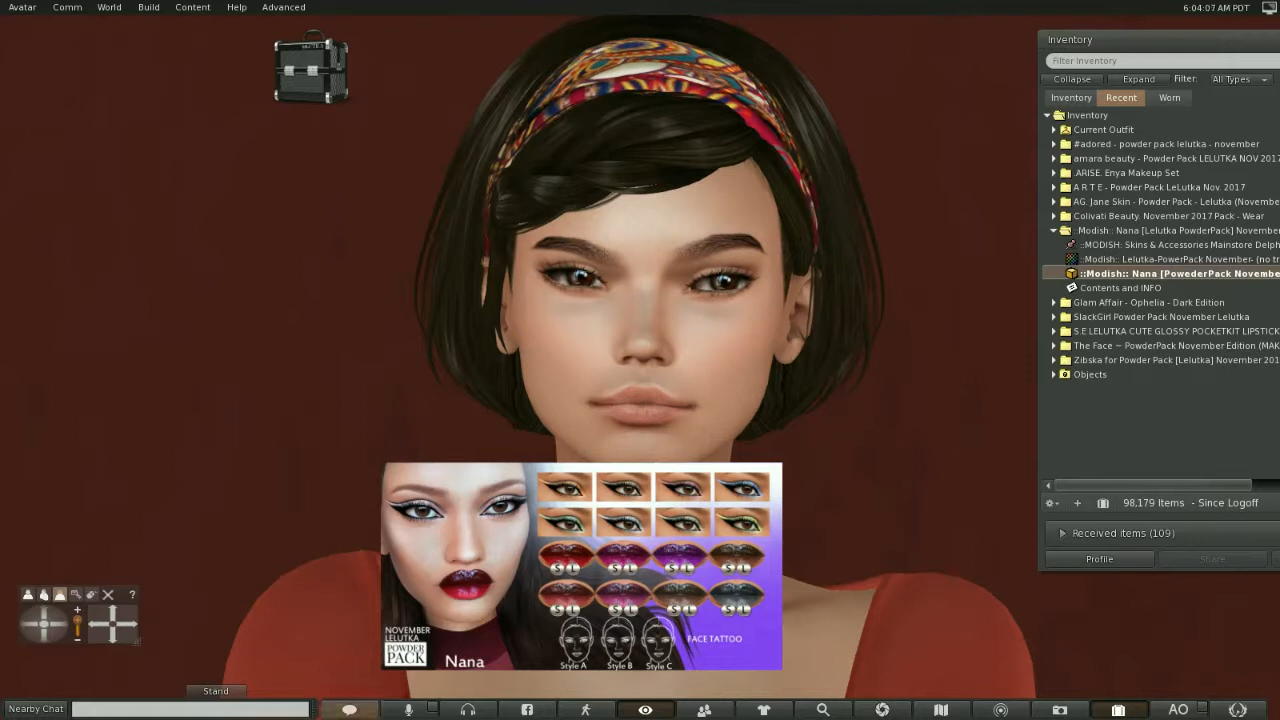 Avatar Comm World Build Content Help Advanced
6:04:07 AM PDT
Inventory
Filter Inventory
Collapse Expand Filter: All Types
Inventory Recent Worn
Inventory
Current Outfit
#adored - powder pack lelutka - november
amara beauty - Powder Pack LELUTKA NOV 2017
.ARISE. Enya Makeup Set
A R T E - Powder Pack LeLutka Nov. 2017
AG. Jane Skin - Powder Pack - Lelutka (Novembe
Colivati Beauty. November 2017 Pack - Wear
::Modish:: Nana [Lelutka PowderPack] November
::MODISH: Skins & Accessories Mainstore Delph
::Modish:: Lelutka-PowerPack November- (no tr
::Modish:: Nana [PowederPack Novembe
Contents and INFO
Glam Affair - Ophelia - Dark Edition
SlackGirl Powder Pack November Lelutka
S.E LELUTKA CUTE GLOSSY POCKETKIT LIPSTICK
The Face ~ PowderPack November Edition (MAK
Zibska for Powder Pack [Lelutka] November 201
Objects
98,179 Items - Since Logoff
Received items (109)
Profile Share
S L S L S L S L
S L S L S L S L
NOVEMBER
LELUTKA
POWDER
PACK
Nana
Style A Style B Style C
FACE TATTOO
?
Stand
Nearby Chat
AO